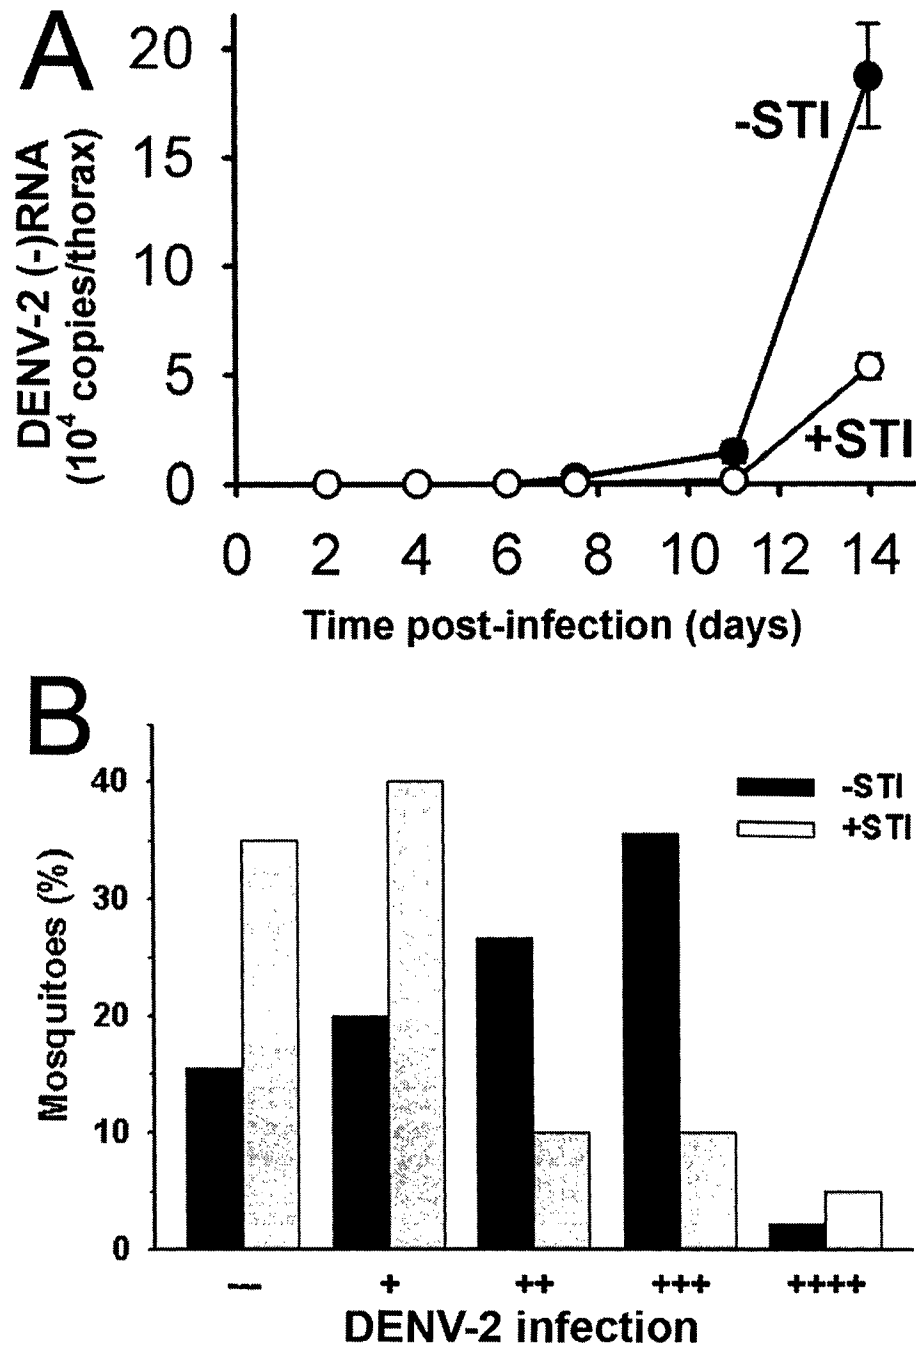 A
DENV-2 (-)RNA
(10⁴ copies/thorax)
20
15
10
5
0
-STI
+STI
0 2 4 6 8 10 12 14
Time post-infection (days)
B
Mosquitoes (%)
40
30
20
10
0
-STI
+STI
— + ++ +++ ++++
DENV-2 infection